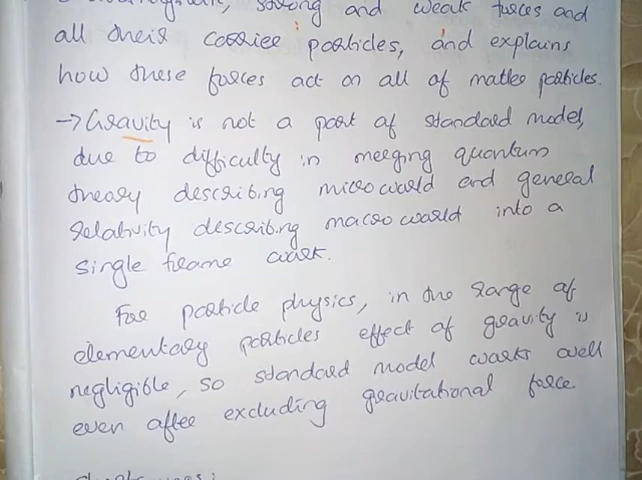 strong and weak forces and
all their carrier particles, and explains
how these forces act on all of matter particles.
→ Gravity is not a part of standard model,
due to difficulty in merging quantum
theory describing microworld and general
relativity describing macroworld into a
single frame work.
For particle physics, in the range of
elementary particles effect of gravity is
negligible, so standard model works well
even after excluding gravitational force